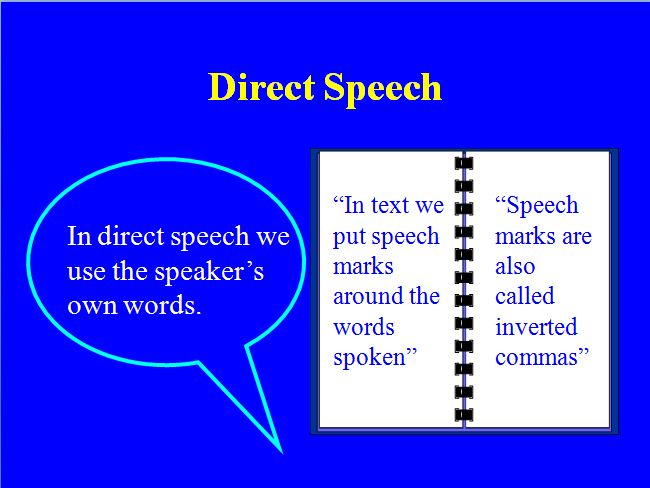 Direct Speech
In direct speech we
use the speaker’s
own words.
“In text we
put speech
marks
around the
words
spoken”
“Speech
marks are
also
called
inverted
commas”